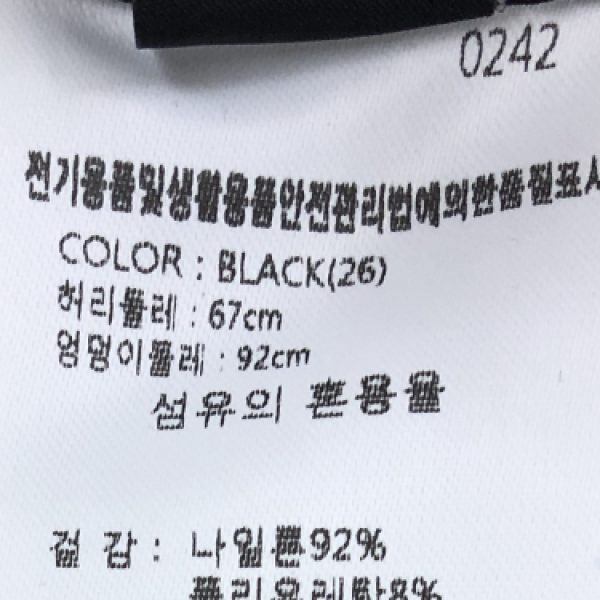 0242
전기용품및생활용품안전관리법에의한품질표시
COLOR : BLACK(26)
허리둘레 : 67cm
엉덩이둘레 : 92cm
섬유의 혼용율
겉 감 : 나일론92%
폴리우레탄8%